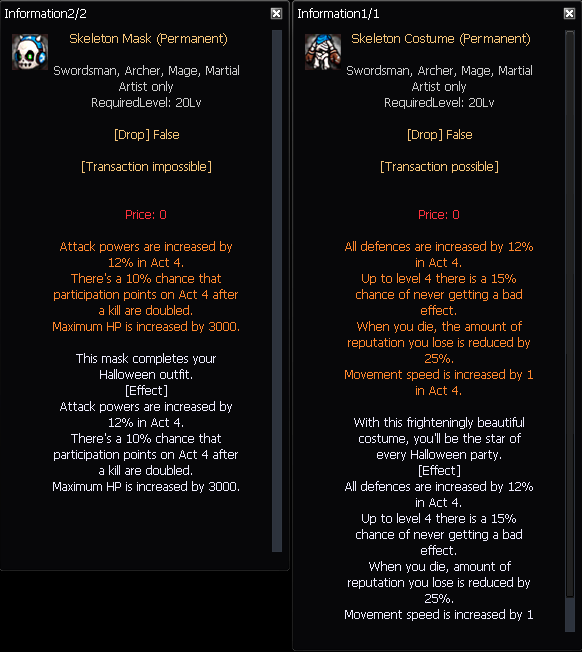 Information2/2
Skeleton Mask (Permanent)
Swordsman, Archer, Mage, Martial
Artist only
RequiredLevel: 20Lv
[Drop] False
[Transaction impossible]
Price: 0
Attack powers are increased by
12% in Act 4.
There's a 10% chance that
participation points on Act 4 after
a kill are doubled.
Maximum HP is increased by 3000.
This mask completes your
Halloween outfit.
[Effect]
Attack powers are increased by
12% in Act 4.
There's a 10% chance that
participation points on Act 4 after
a kill are doubled.
Maximum HP is increased by 3000.
Information1/1
Skeleton Costume (Permanent)
Swordsman, Archer, Mage, Martial
Artist only
RequiredLevel: 20Lv
[Drop] False
[Transaction possible]
Price: 0
All defences are increased by 12%
in Act 4.
Up to level 4 there is a 15%
chance of never getting a bad
effect.
When you die, the amount of
reputation you lose is reduced by
25%.
Movement speed is increased by 1
in Act 4.
With this frighteningly beautiful
costume, you'll be the star of
every Halloween party.
[Effect]
All defences are increased by 12%
in Act 4.
Up to level 4 there is a 15%
chance of never getting a bad
effect.
When you die, amount of
reputation you lose is reduced by
25%.
Movement speed is increased by 1